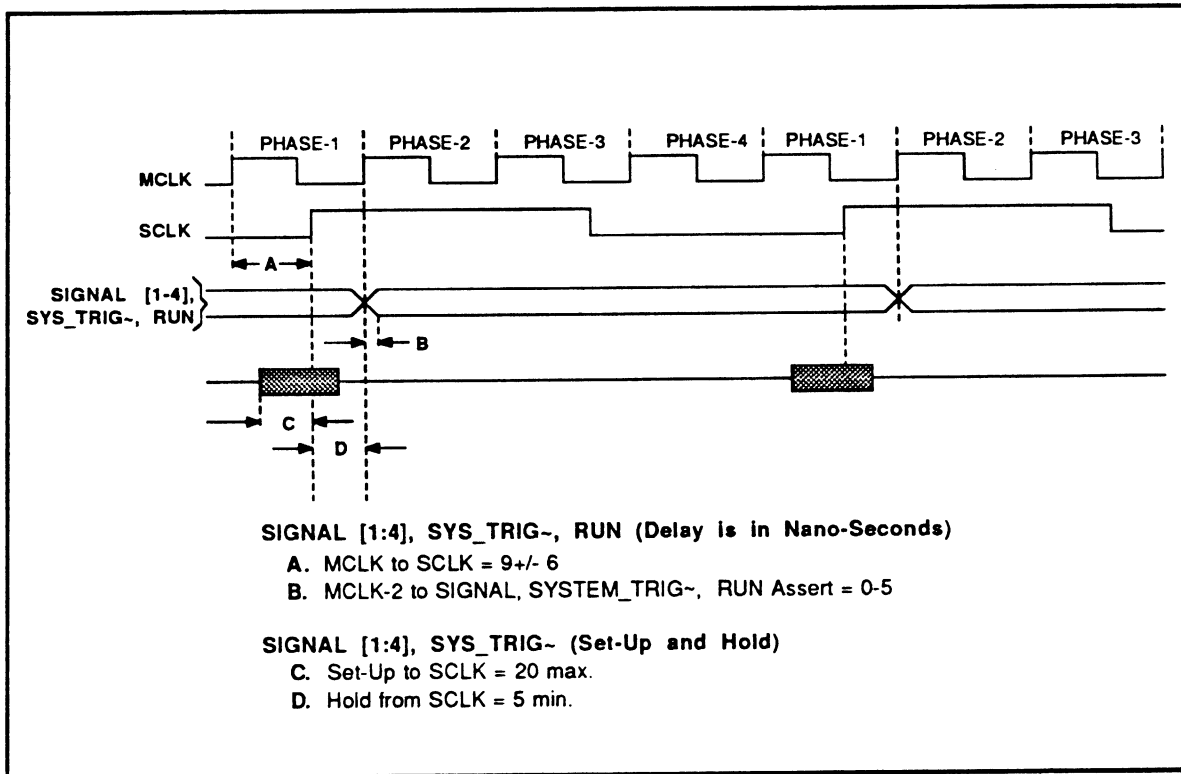 PHASE-1 PHASE-2 PHASE-3 PHASE-4 PHASE-1 PHASE-2 PHASE-3
MCLK
SCLK
A
SIGNAL [1-4],
SYS_TRIG~, RUN
B
C
D
SIGNAL [1:4], SYS_TRIG~, RUN (Delay is in Nano-Seconds)
A. MCLK to SCLK = 9+/- 6
B. MCLK-2 to SIGNAL, SYSTEM_TRIG~, RUN Assert = 0-5
SIGNAL [1:4], SYS_TRIG~ (Set-Up and Hold)
C. Set-Up to SCLK = 20 max.
D. Hold from SCLK = 5 min.